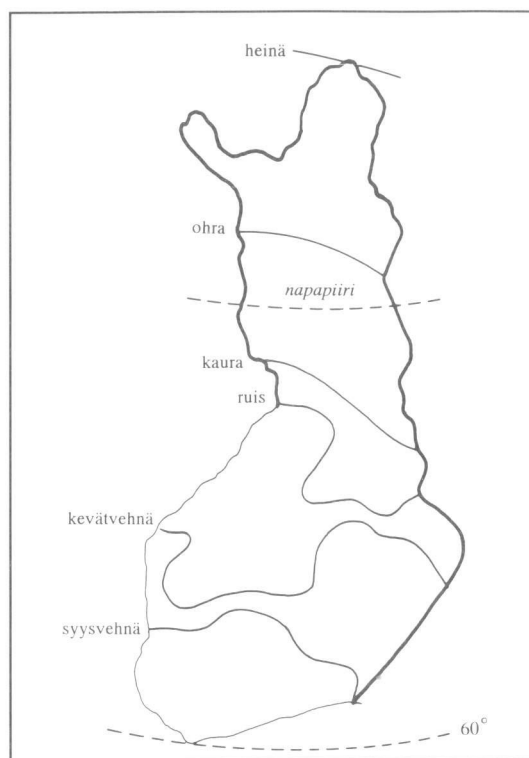 heinä
ohra
napapiiri
kaura
ruis
kevätvehnä
syysvehnä
60°